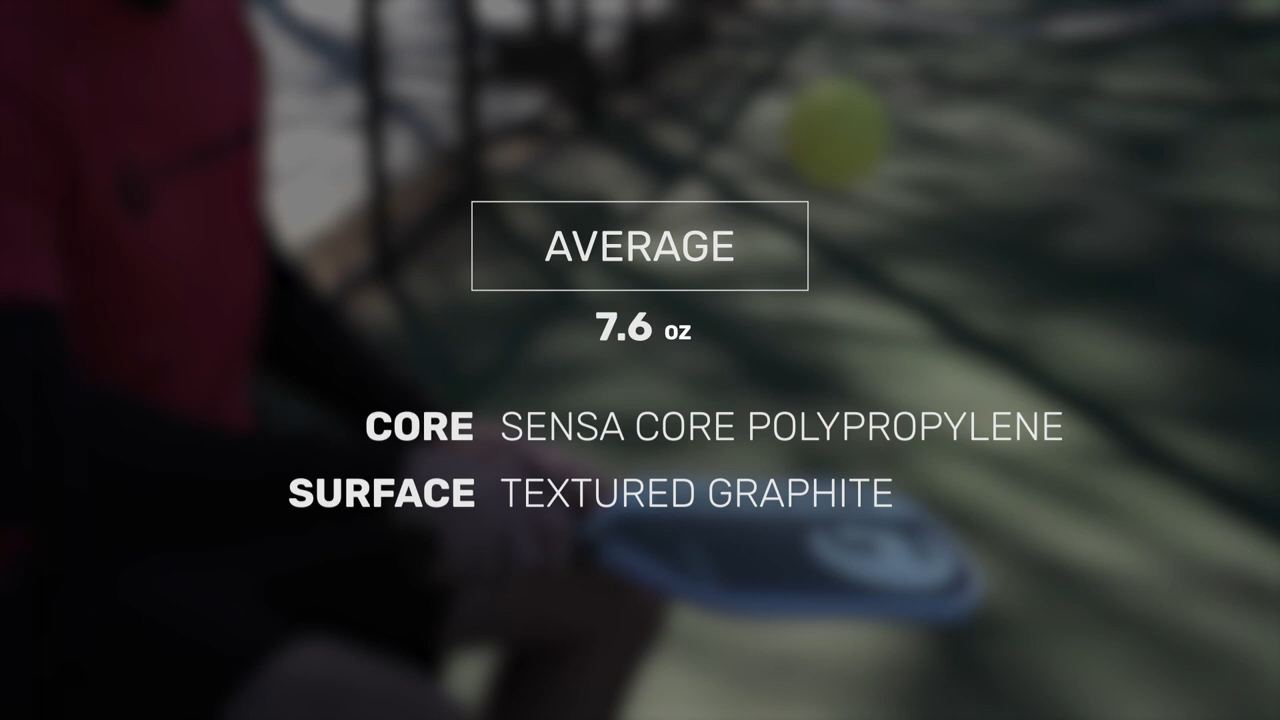 AVERAGE
7.6 oz
CORE SENSA CORE POLYPROPYLENE
SURFACE TEXTURED GRAPHITE